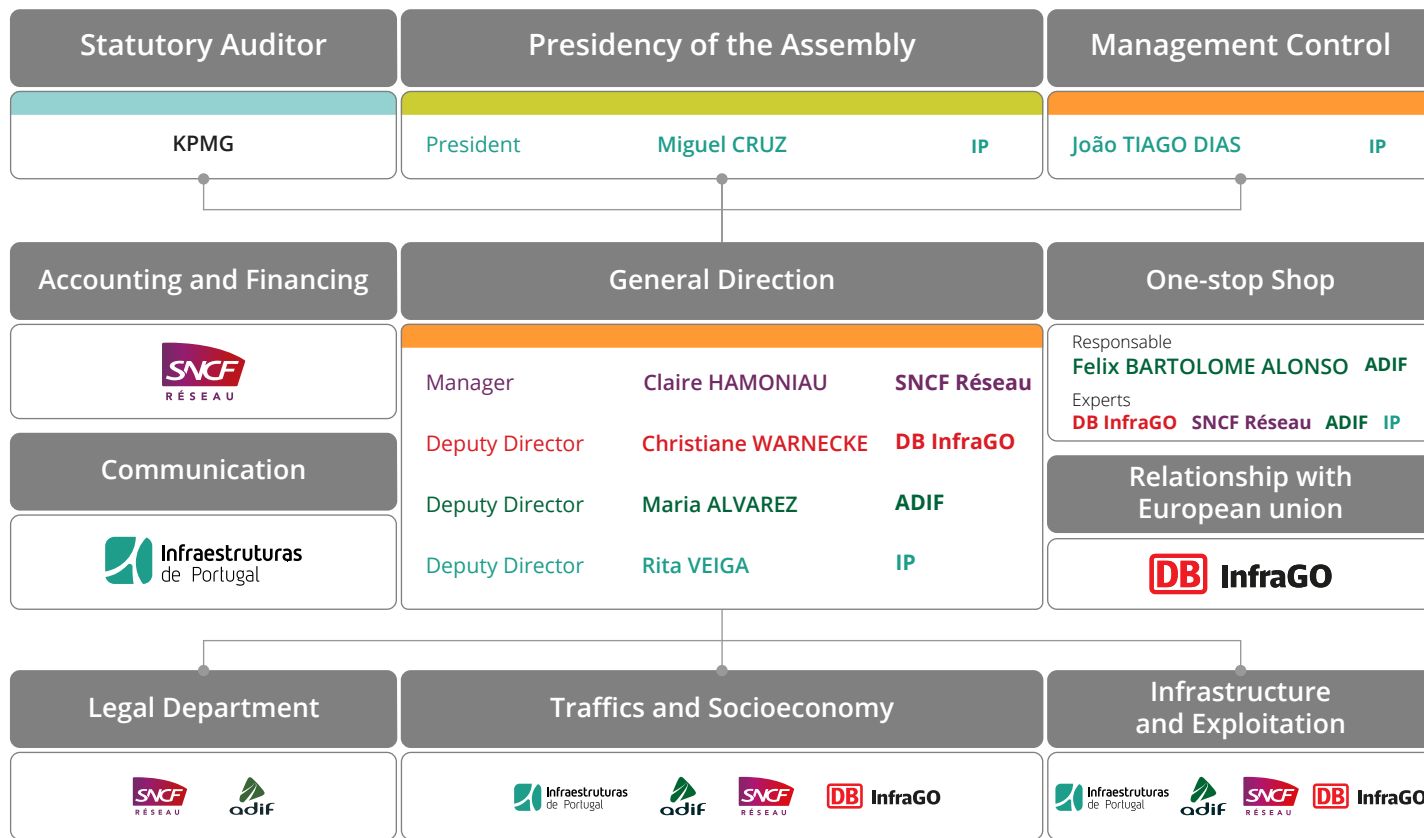 Statutory Auditor
KPMG
Presidency of the Assembly
President Miguel CRUZ IP
Management Control
João TIAGO DIAS IP
Accounting and Financing
SNCF
RÉSEAU
Communication
Infraestruturas
de Portugal
General Direction
Manager Claire HAMONIAU SNCF Réseau
Deputy Director Christiane WARNECKE DB InfraGO
Deputy Director Maria ALVAREZ ADIF
Deputy Director Rita VEIGA IP
One-stop Shop
Responsable
Felix BARTOLOME ALONSO ADIF
Experts
DB InfraGO SNCF Réseau ADIF IP
Relationship with
European union
DB InfraGO
Legal Department
SNCF
RÉSEAU
adif
Traffics and Socioeconomy
Infraestruturas
de Portugal
adif
SNCF
RÉSEAU
DB InfraGO
Infrastructure
and Exploitation
Infraestruturas
de Portugal
adif
SNCF
RÉSEAU
DB InfraGO